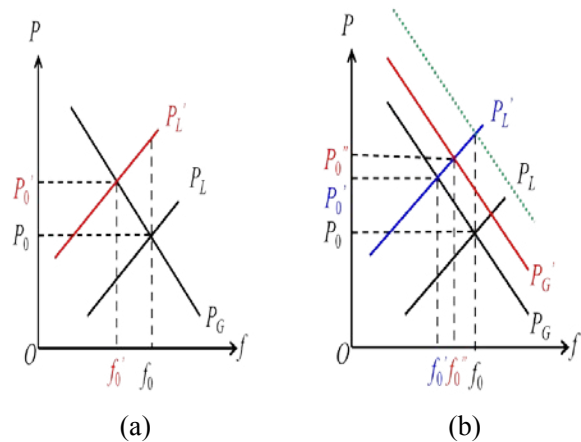 P
P_L'
P_0'
P_L
P_0
P_G
O
f_0'
f_0
f
(a)
P
P_L'
P_0''
P_L
P_0'
P_0
P_G'
P_G
O
f_0'
f_0''
f_0
f
(b)